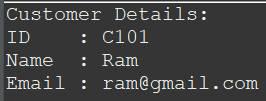 Customer Details:
ID    : C101
Name  : Ram
Email : ram@gmail.com